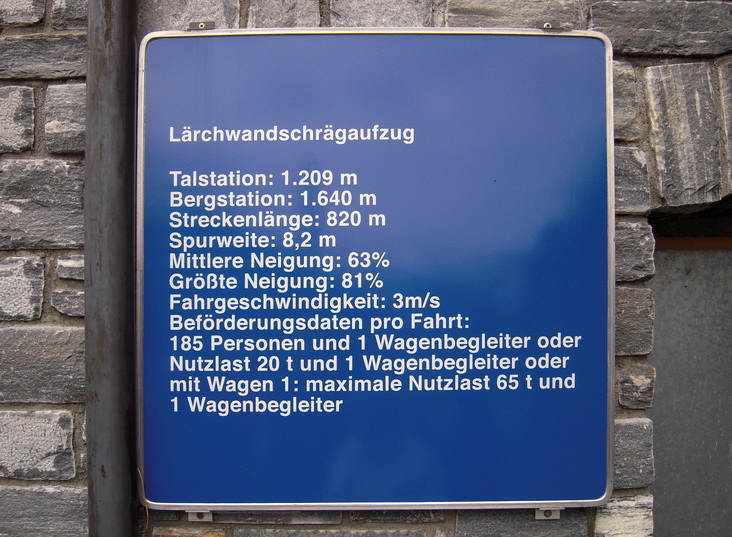 Lärchwandschrägaufzug
Talstation: 1.209 m
Bergstation: 1.640 m
Streckenlänge: 820 m
Spurweite: 8,2 m
Mittlere Neigung: 63%
Größte Neigung: 81%
Fahrgeschwindigkeit: 3m/s
Beförderungsdaten pro Fahrt:
185 Personen und 1 Wagenbegleiter oder
Nutzlast 20 t und 1 Wagenbegleiter oder
mit Wagen 1: maximale Nutzlast 65 t und
1 Wagenbegleiter